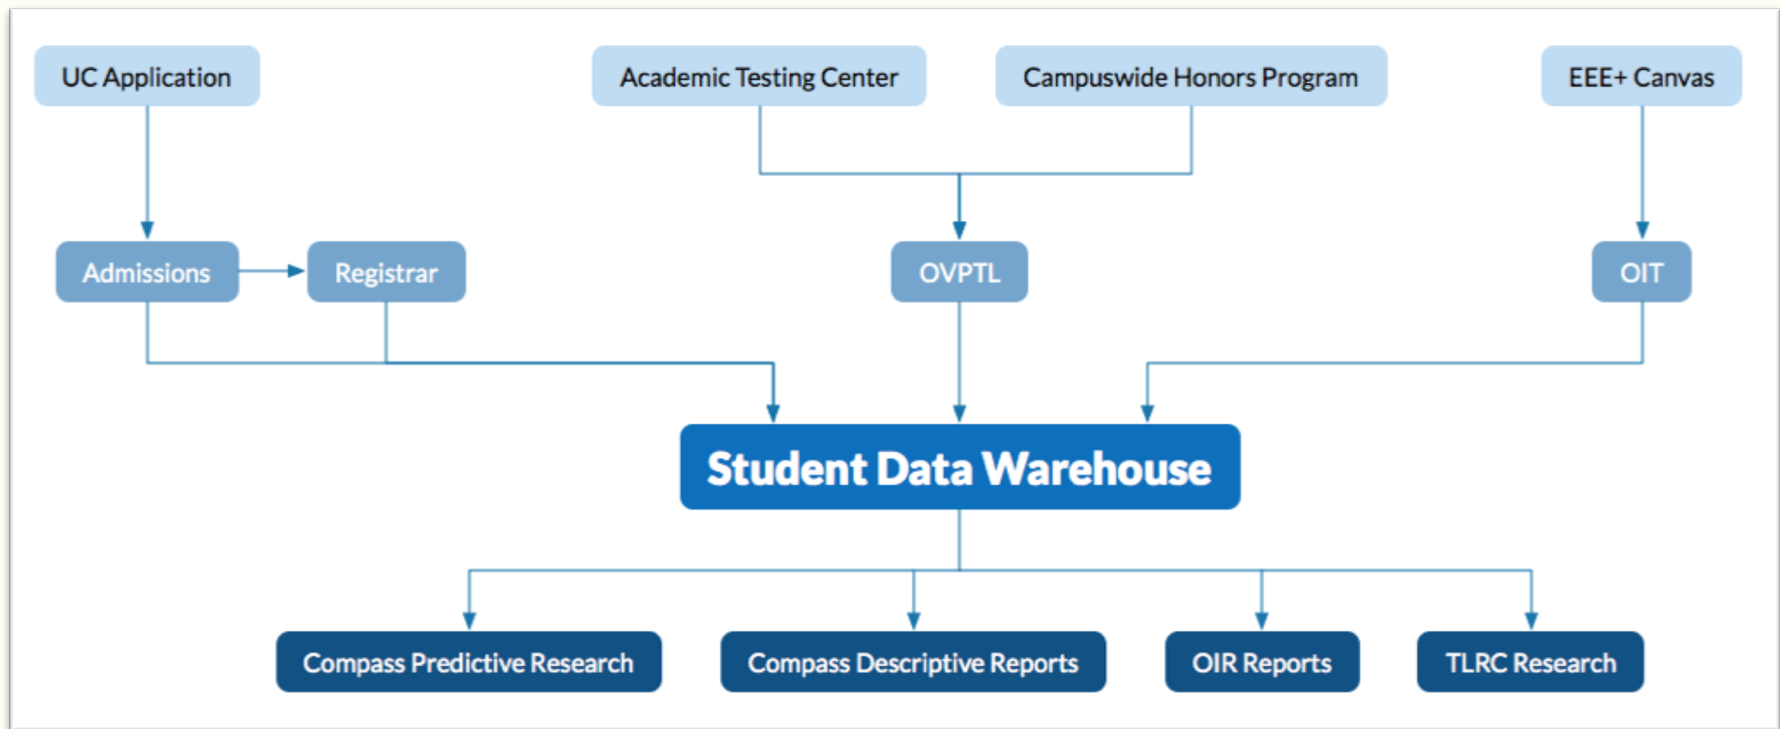 UC Application
Academic Testing Center
Campuswide Honors Program
EEE+ Canvas
Admissions
Registrar
OVPTL
OIT
Student Data Warehouse
Compass Predictive Research
Compass Descriptive Reports
OIR Reports
TLRC Research